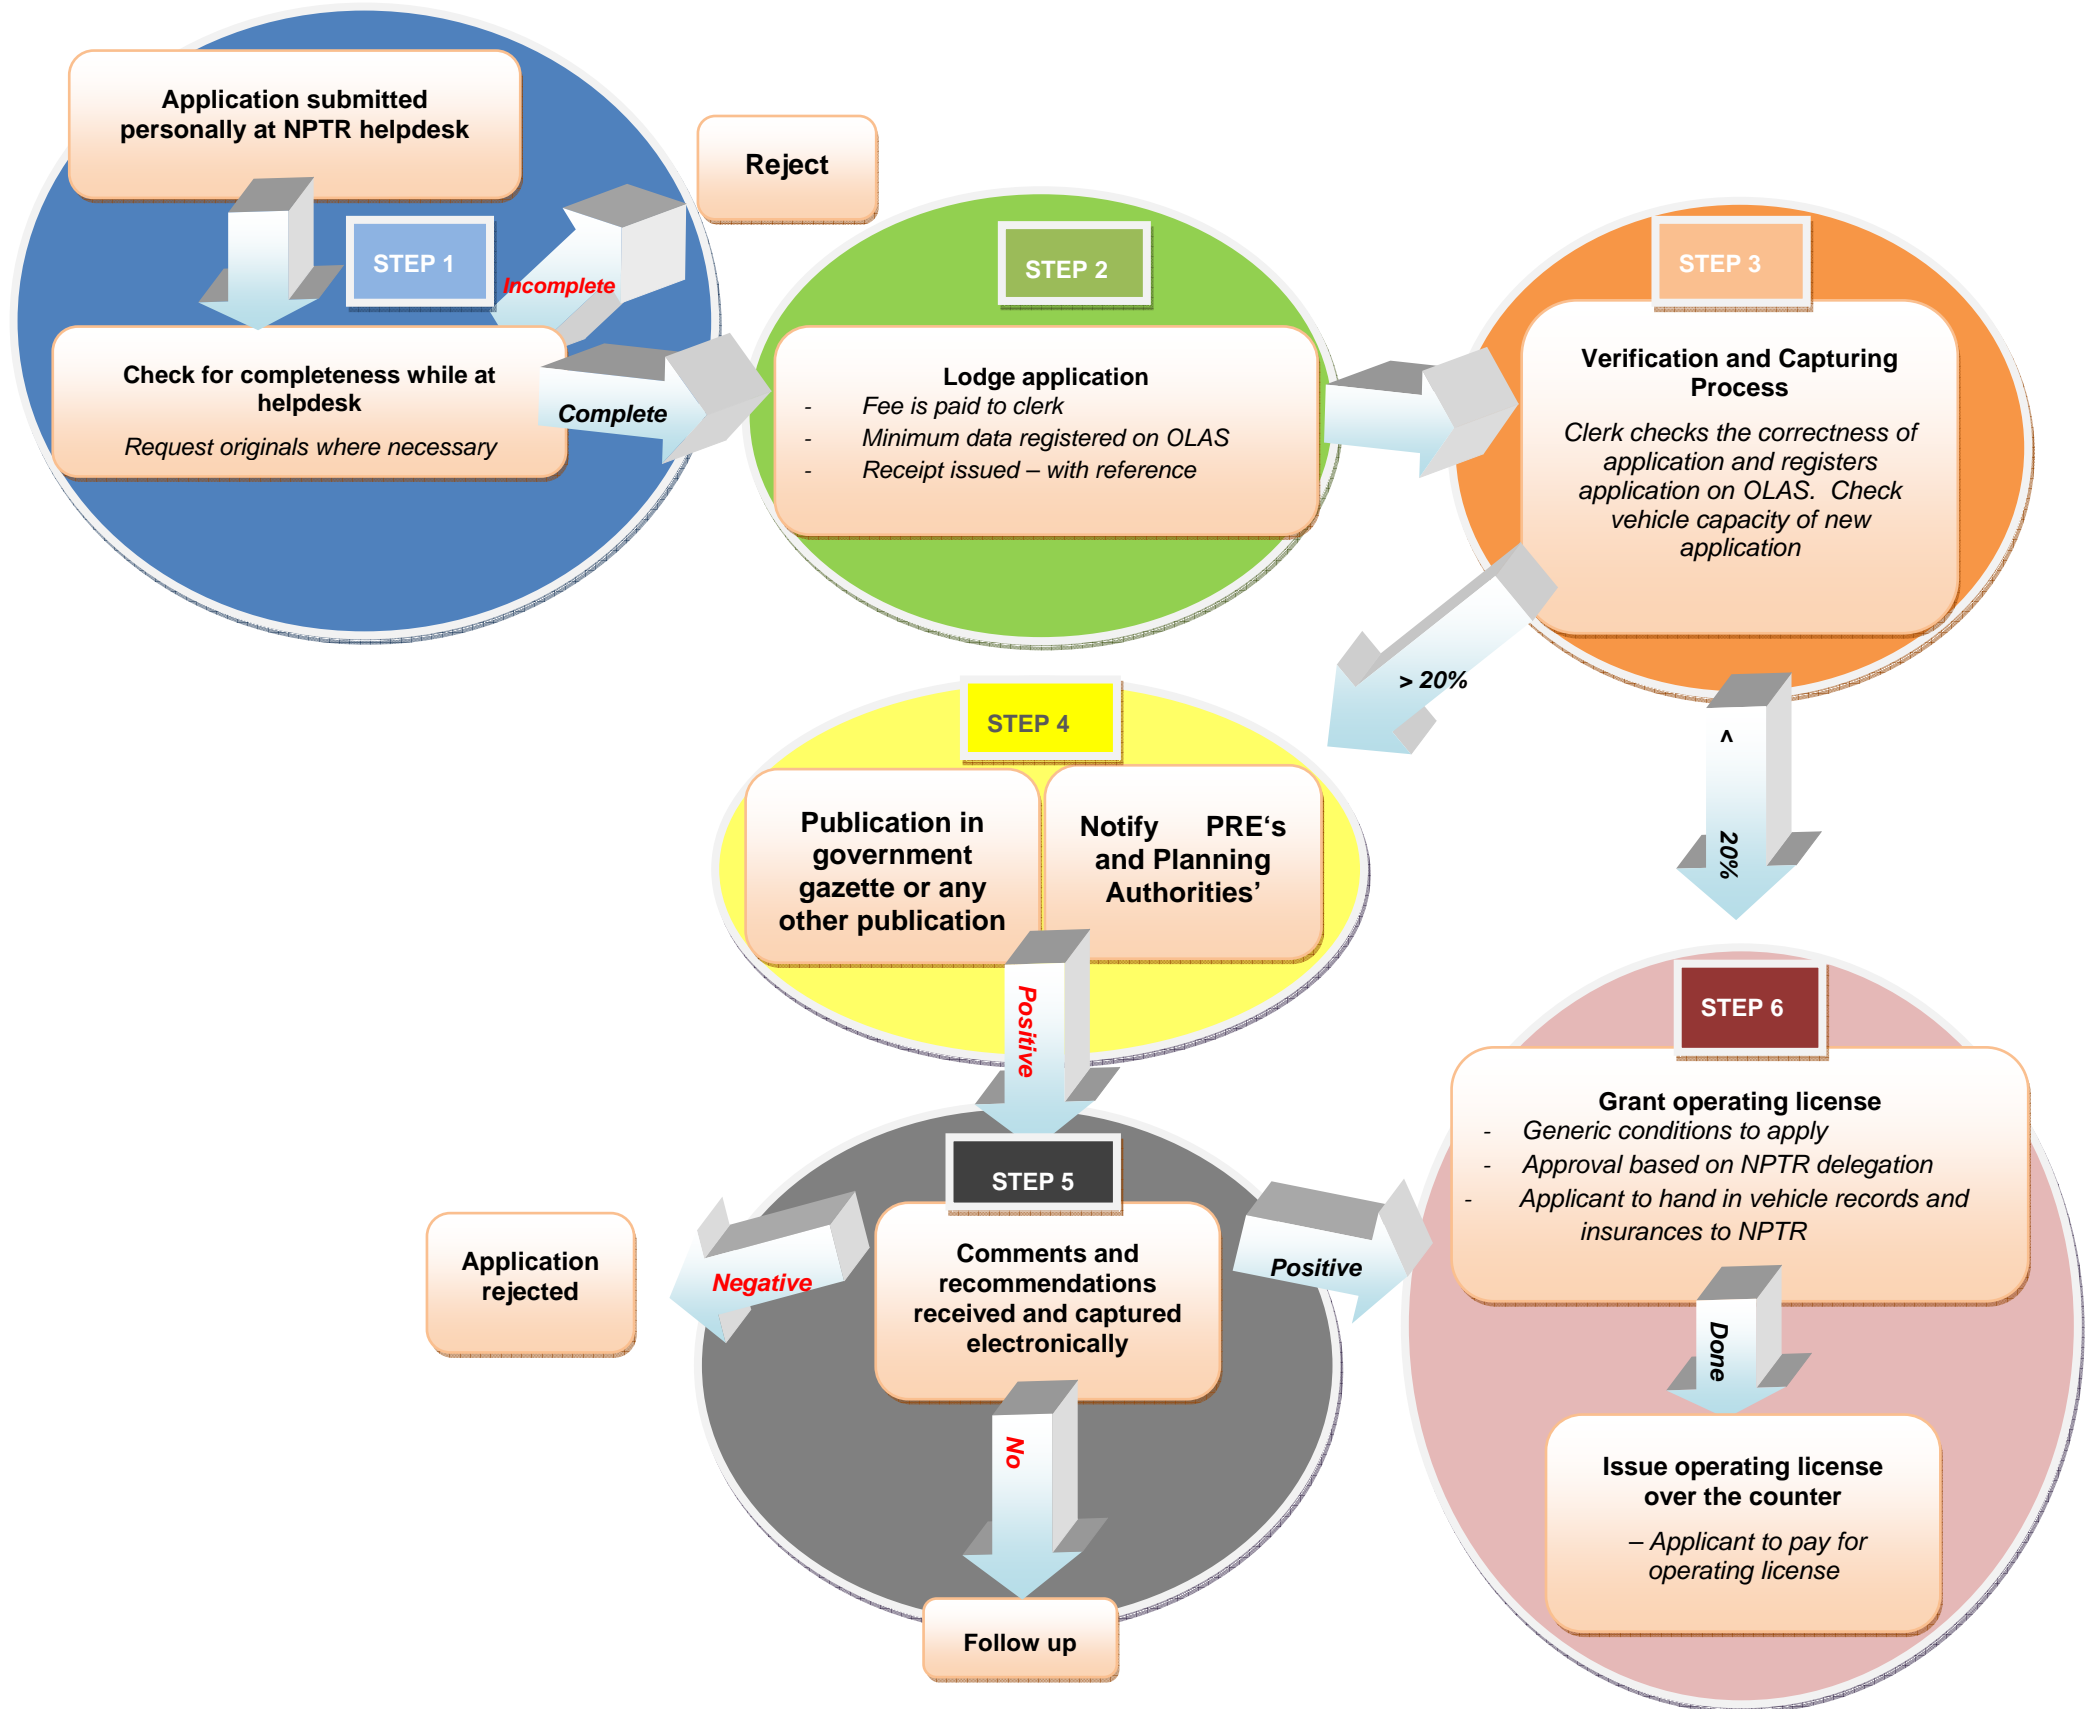 Application submitted
personally at NPTR helpdesk
STEP 1
Incomplete
Reject
Check for completeness while at
helpdesk
Request originals where necessary
Complete
STEP 2
Lodge application
- Fee is paid to clerk
- Minimum data registered on OLAS
- Receipt issued – with reference
STEP 3
Verification and Capturing
Process
Clerk checks the correctness of
application and registers
application on OLAS. Check
vehicle capacity of new
application
> 20%
<
20%
STEP 4
Publication in
government
gazette or any
other publication
Notify PRE‘s
and Planning
Authorities’
Positive
STEP 5
Comments and
recommendations
received and captured
electronically
Negative
Application
rejected
No
Follow up
Positive
STEP 6
Grant operating license
- Generic conditions to apply
- Approval based on NPTR delegation
- Applicant to hand in vehicle records and
insurances to NPTR
Done
Issue operating license
over the counter
– Applicant to pay for
operating license